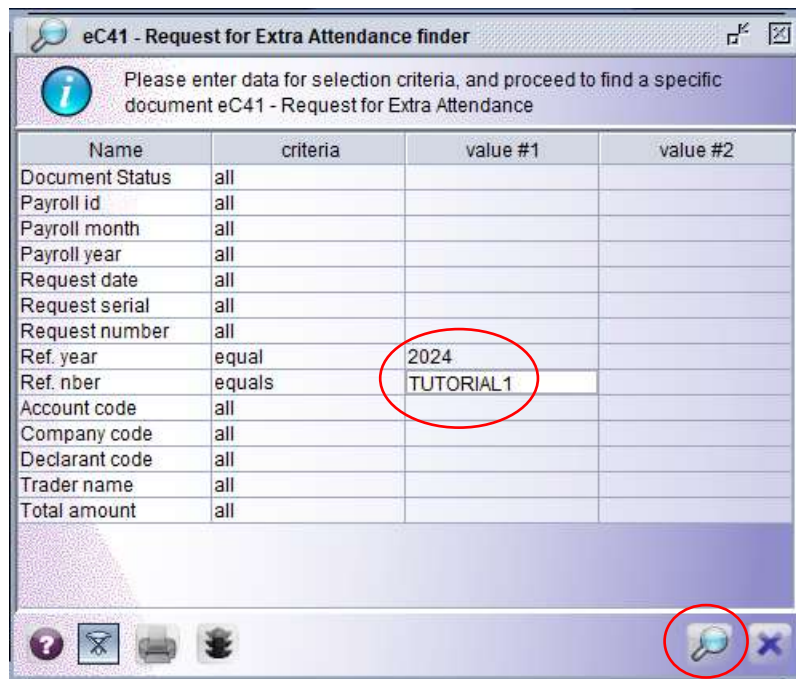 eC41 - Request for Extra Attendance finder
Please enter data for selection criteria, and proceed to find a specific
document eC41 - Request for Extra Attendance
Name criteria value #1 value #2
Document Status all
Payroll id all
Payroll month all
Payroll year all
Request date all
Request serial all
Request number all
Ref. year equal 2024
Ref. nber equals TUTORIAL1
Account code all
Company code all
Declarant code all
Trader name all
Total amount all